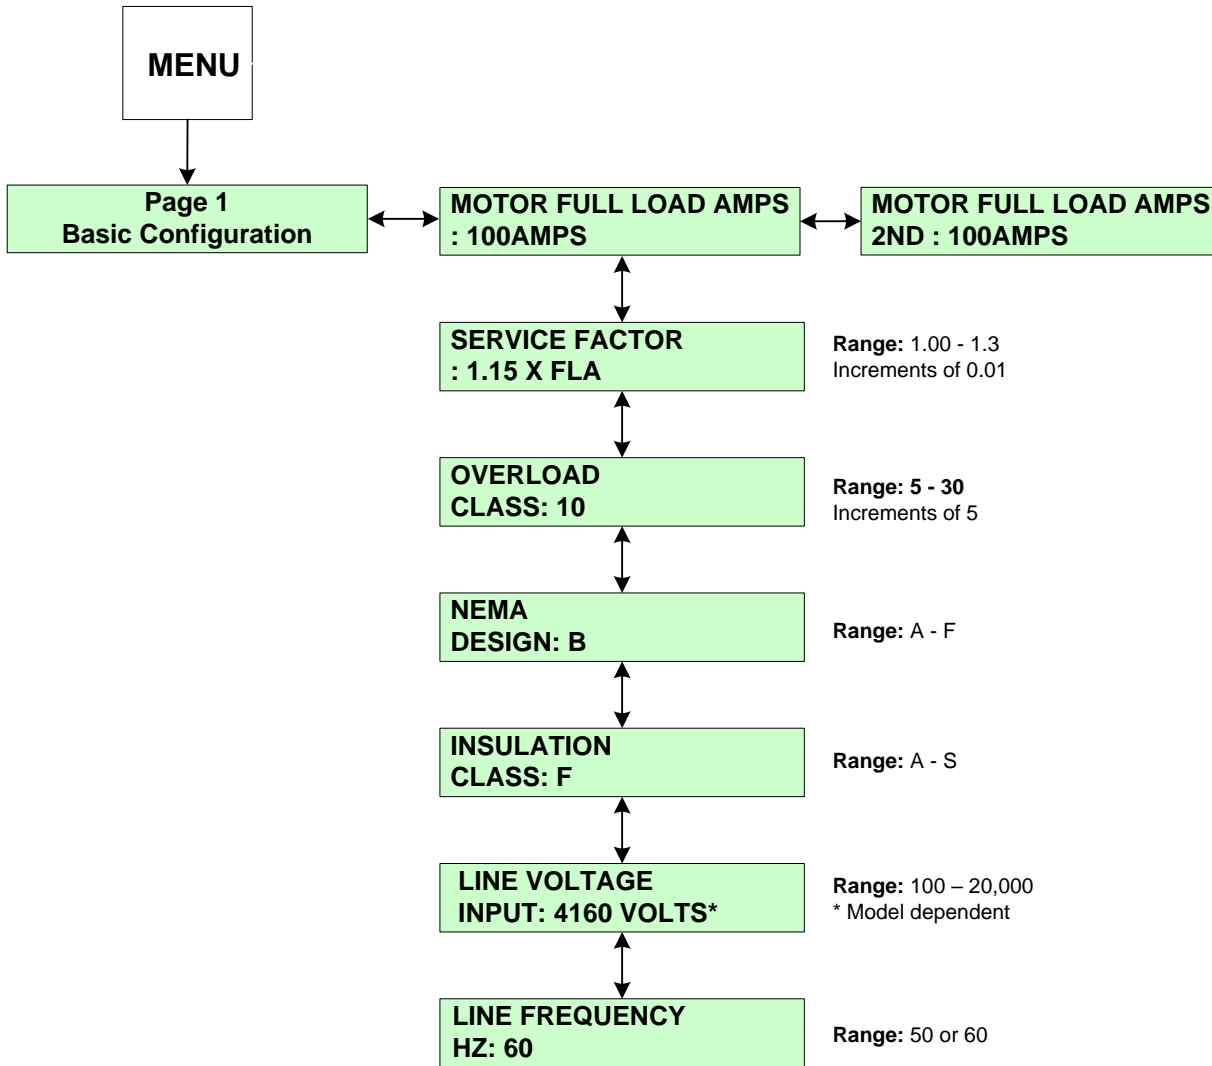 MENU
Page 1
Basic Configuration
MOTOR FULL LOAD AMPS
: 100AMPS
MOTOR FULL LOAD AMPS
2ND : 100AMPS
SERVICE FACTOR
: 1.15 X FLA
Range: 1.00 - 1.3
Increments of 0.01
OVERLOAD
CLASS: 10
Range: 5 - 30
Increments of 5
NEMA
DESIGN: B
Range: A - F
INSULATION
CLASS: F
Range: A - S
LINE VOLTAGE
INPUT: 4160 VOLTS*
Range: 100 – 20,000
* Model dependent
LINE FREQUENCY
HZ: 60
Range: 50 or 60